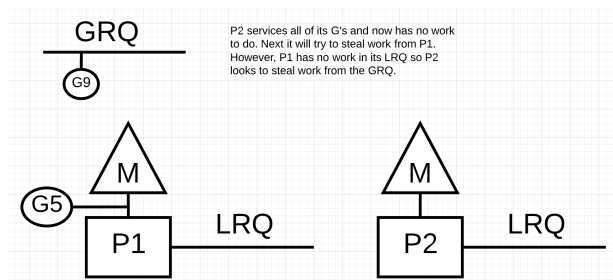 GRQ
G9
P2 services all of its G's and now has no work
to do. Next it will try to steal work from P1.
However, P1 has no work in its LRQ so P2
looks to steal work from the GRQ.
M
M
G5
LRQ
LRQ
P1
P2